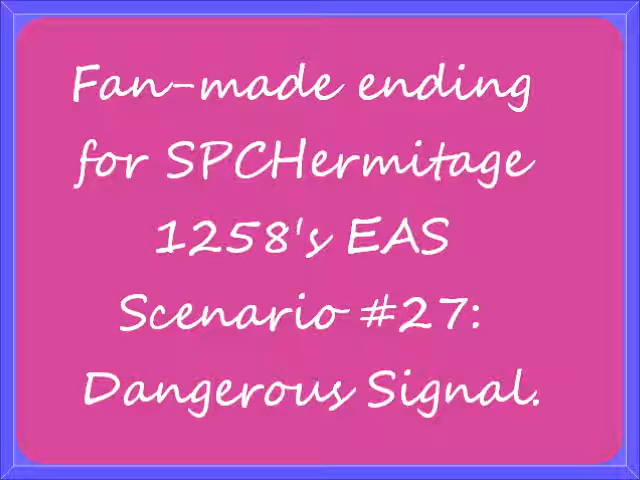 Fan-made ending
for SPCHermitage
1258's EAS
Scenario #27:
Dangerous Signal.